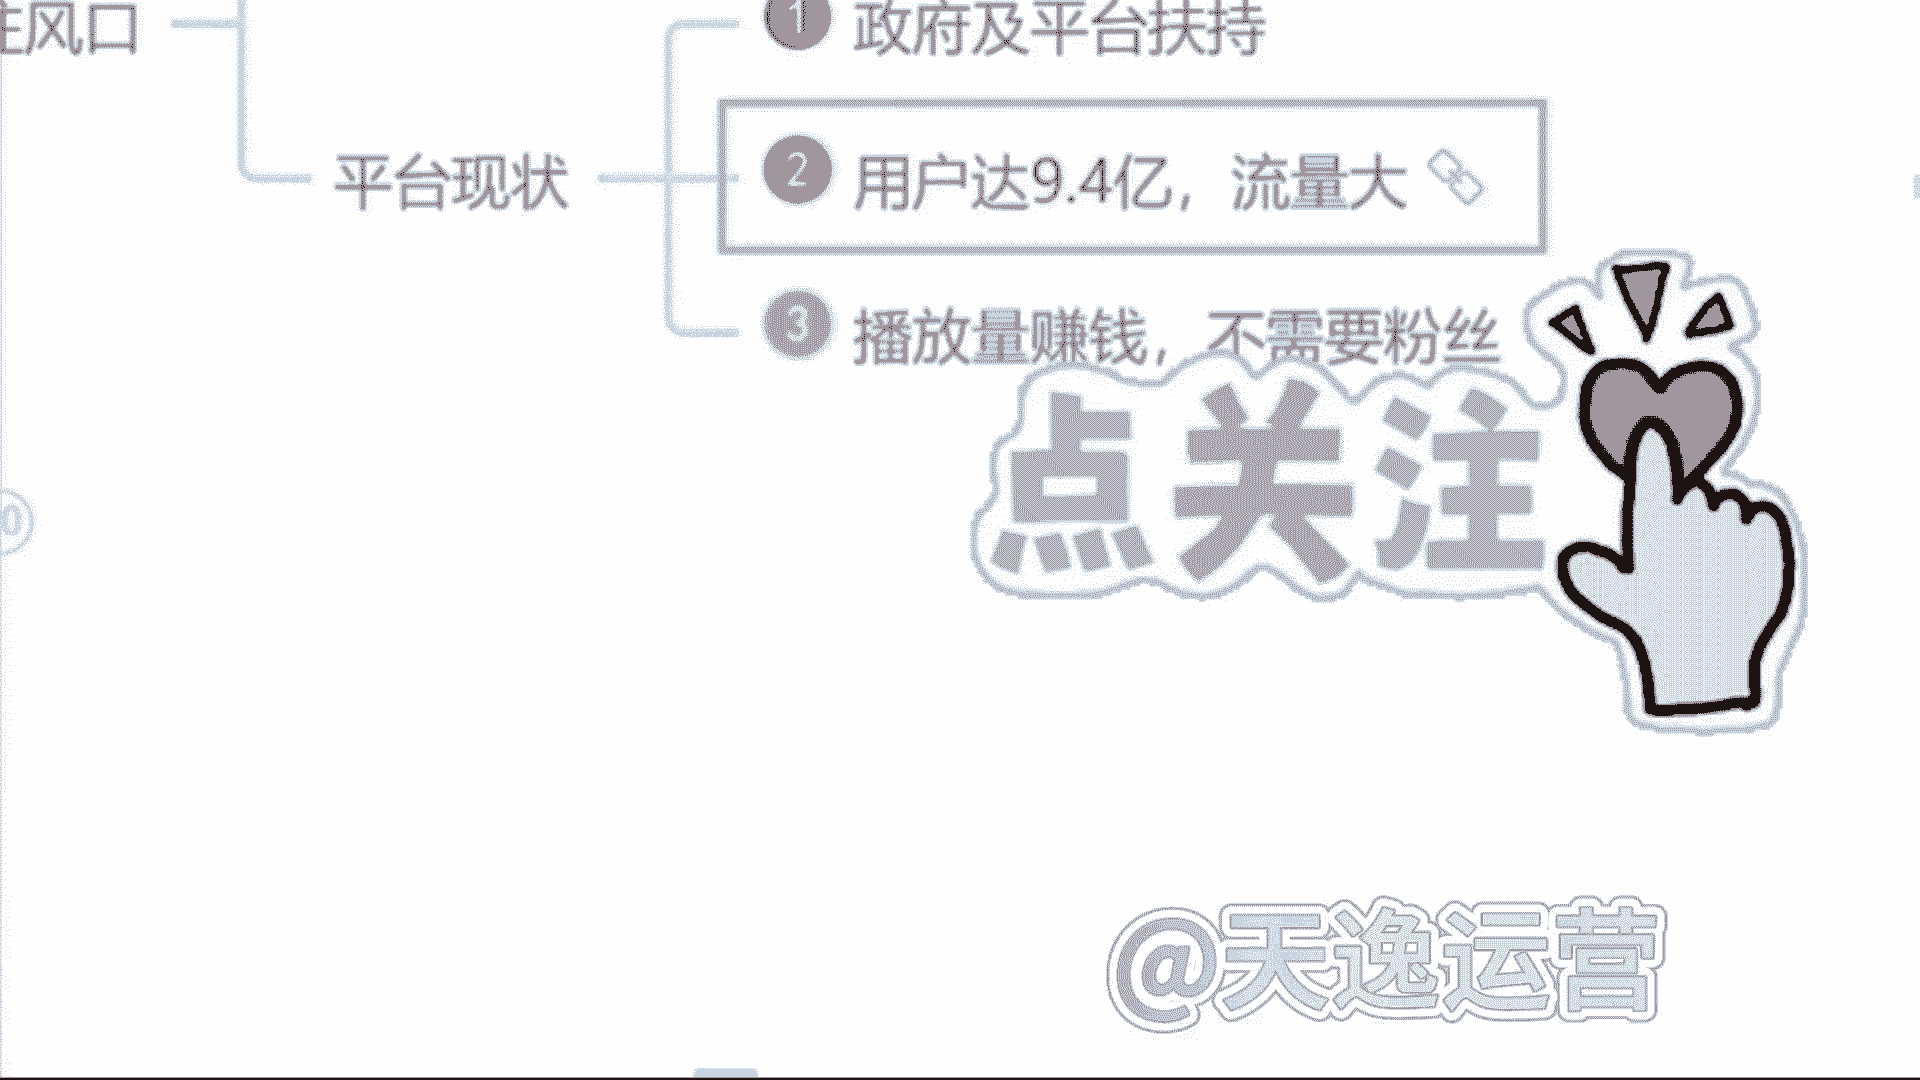 风口
1 政府及平台扶持
平台现状
2 用户达9.4亿，流量大
3 播放量赚钱，不需要粉丝
点关注
0
@天逸运营